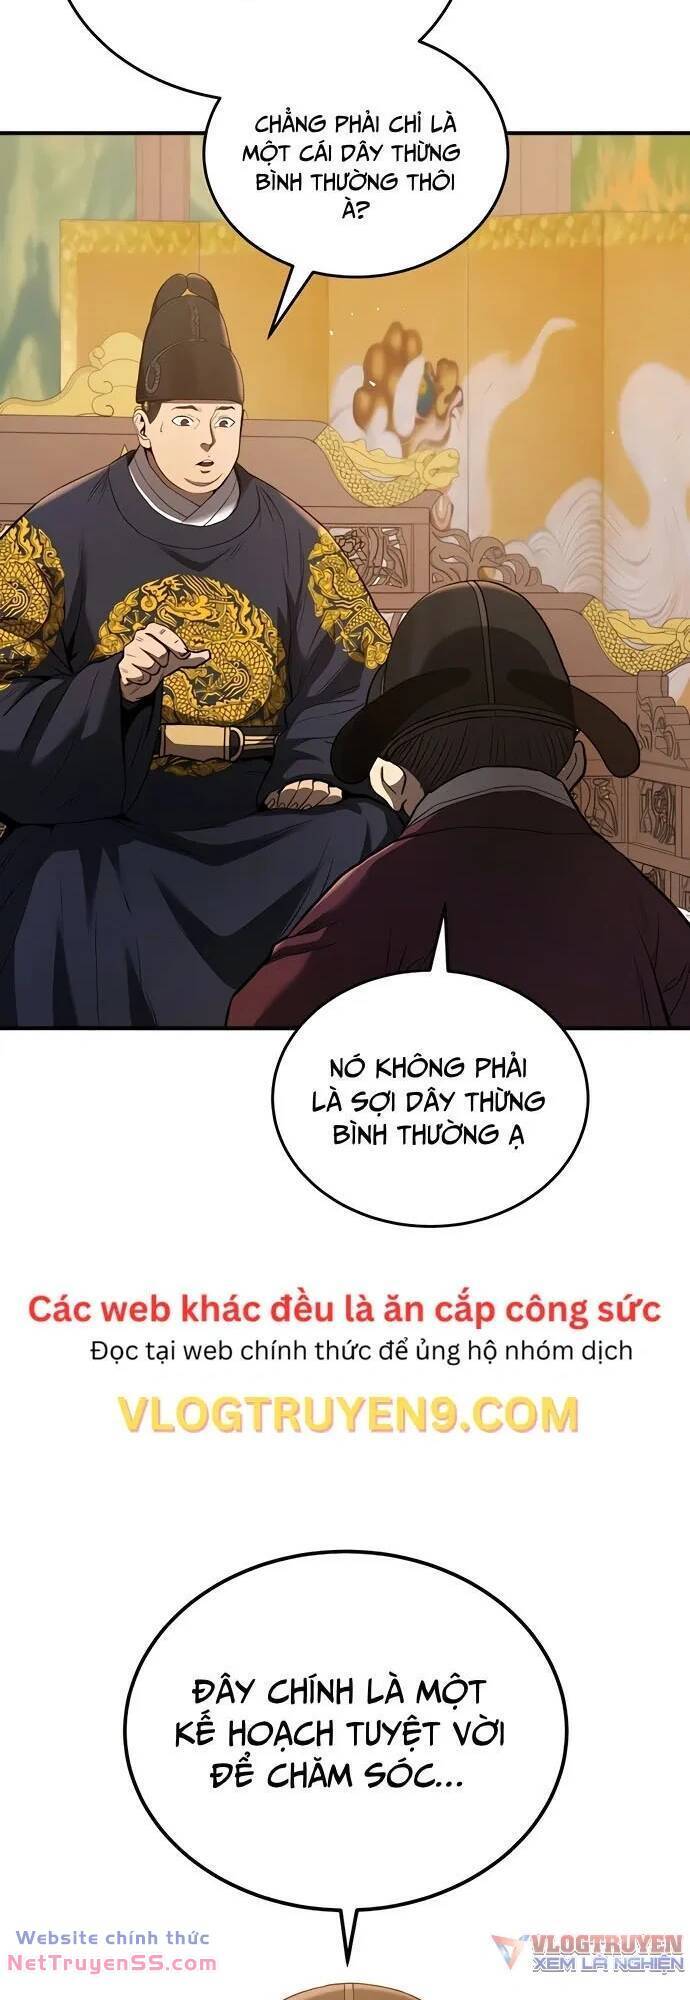 CHẲNG PHẢI CHỈ LÀ
MỘT CÁI DÂY THỪNG
BÌNH THƯỜNG THÔI
À?
NÓ KHÔNG PHẢI
LÀ SỢI DÂY THỪNG
BÌNH THƯỜNG Ạ
Các web khác đều là ăn cắp công sức
Đọc tại web chính thức để ủng hộ nhóm dịch
VLOGTRUYEN9.COM
ĐÂY CHÍNH LÀ MỘT
KẾ HOẠCH TUYỆT VỜI
ĐỂ CHĂM SÓC...
Website chính thức
NetTruyenSS.com
VLOGTRUYEN
XEM LÀ NGHIỆN